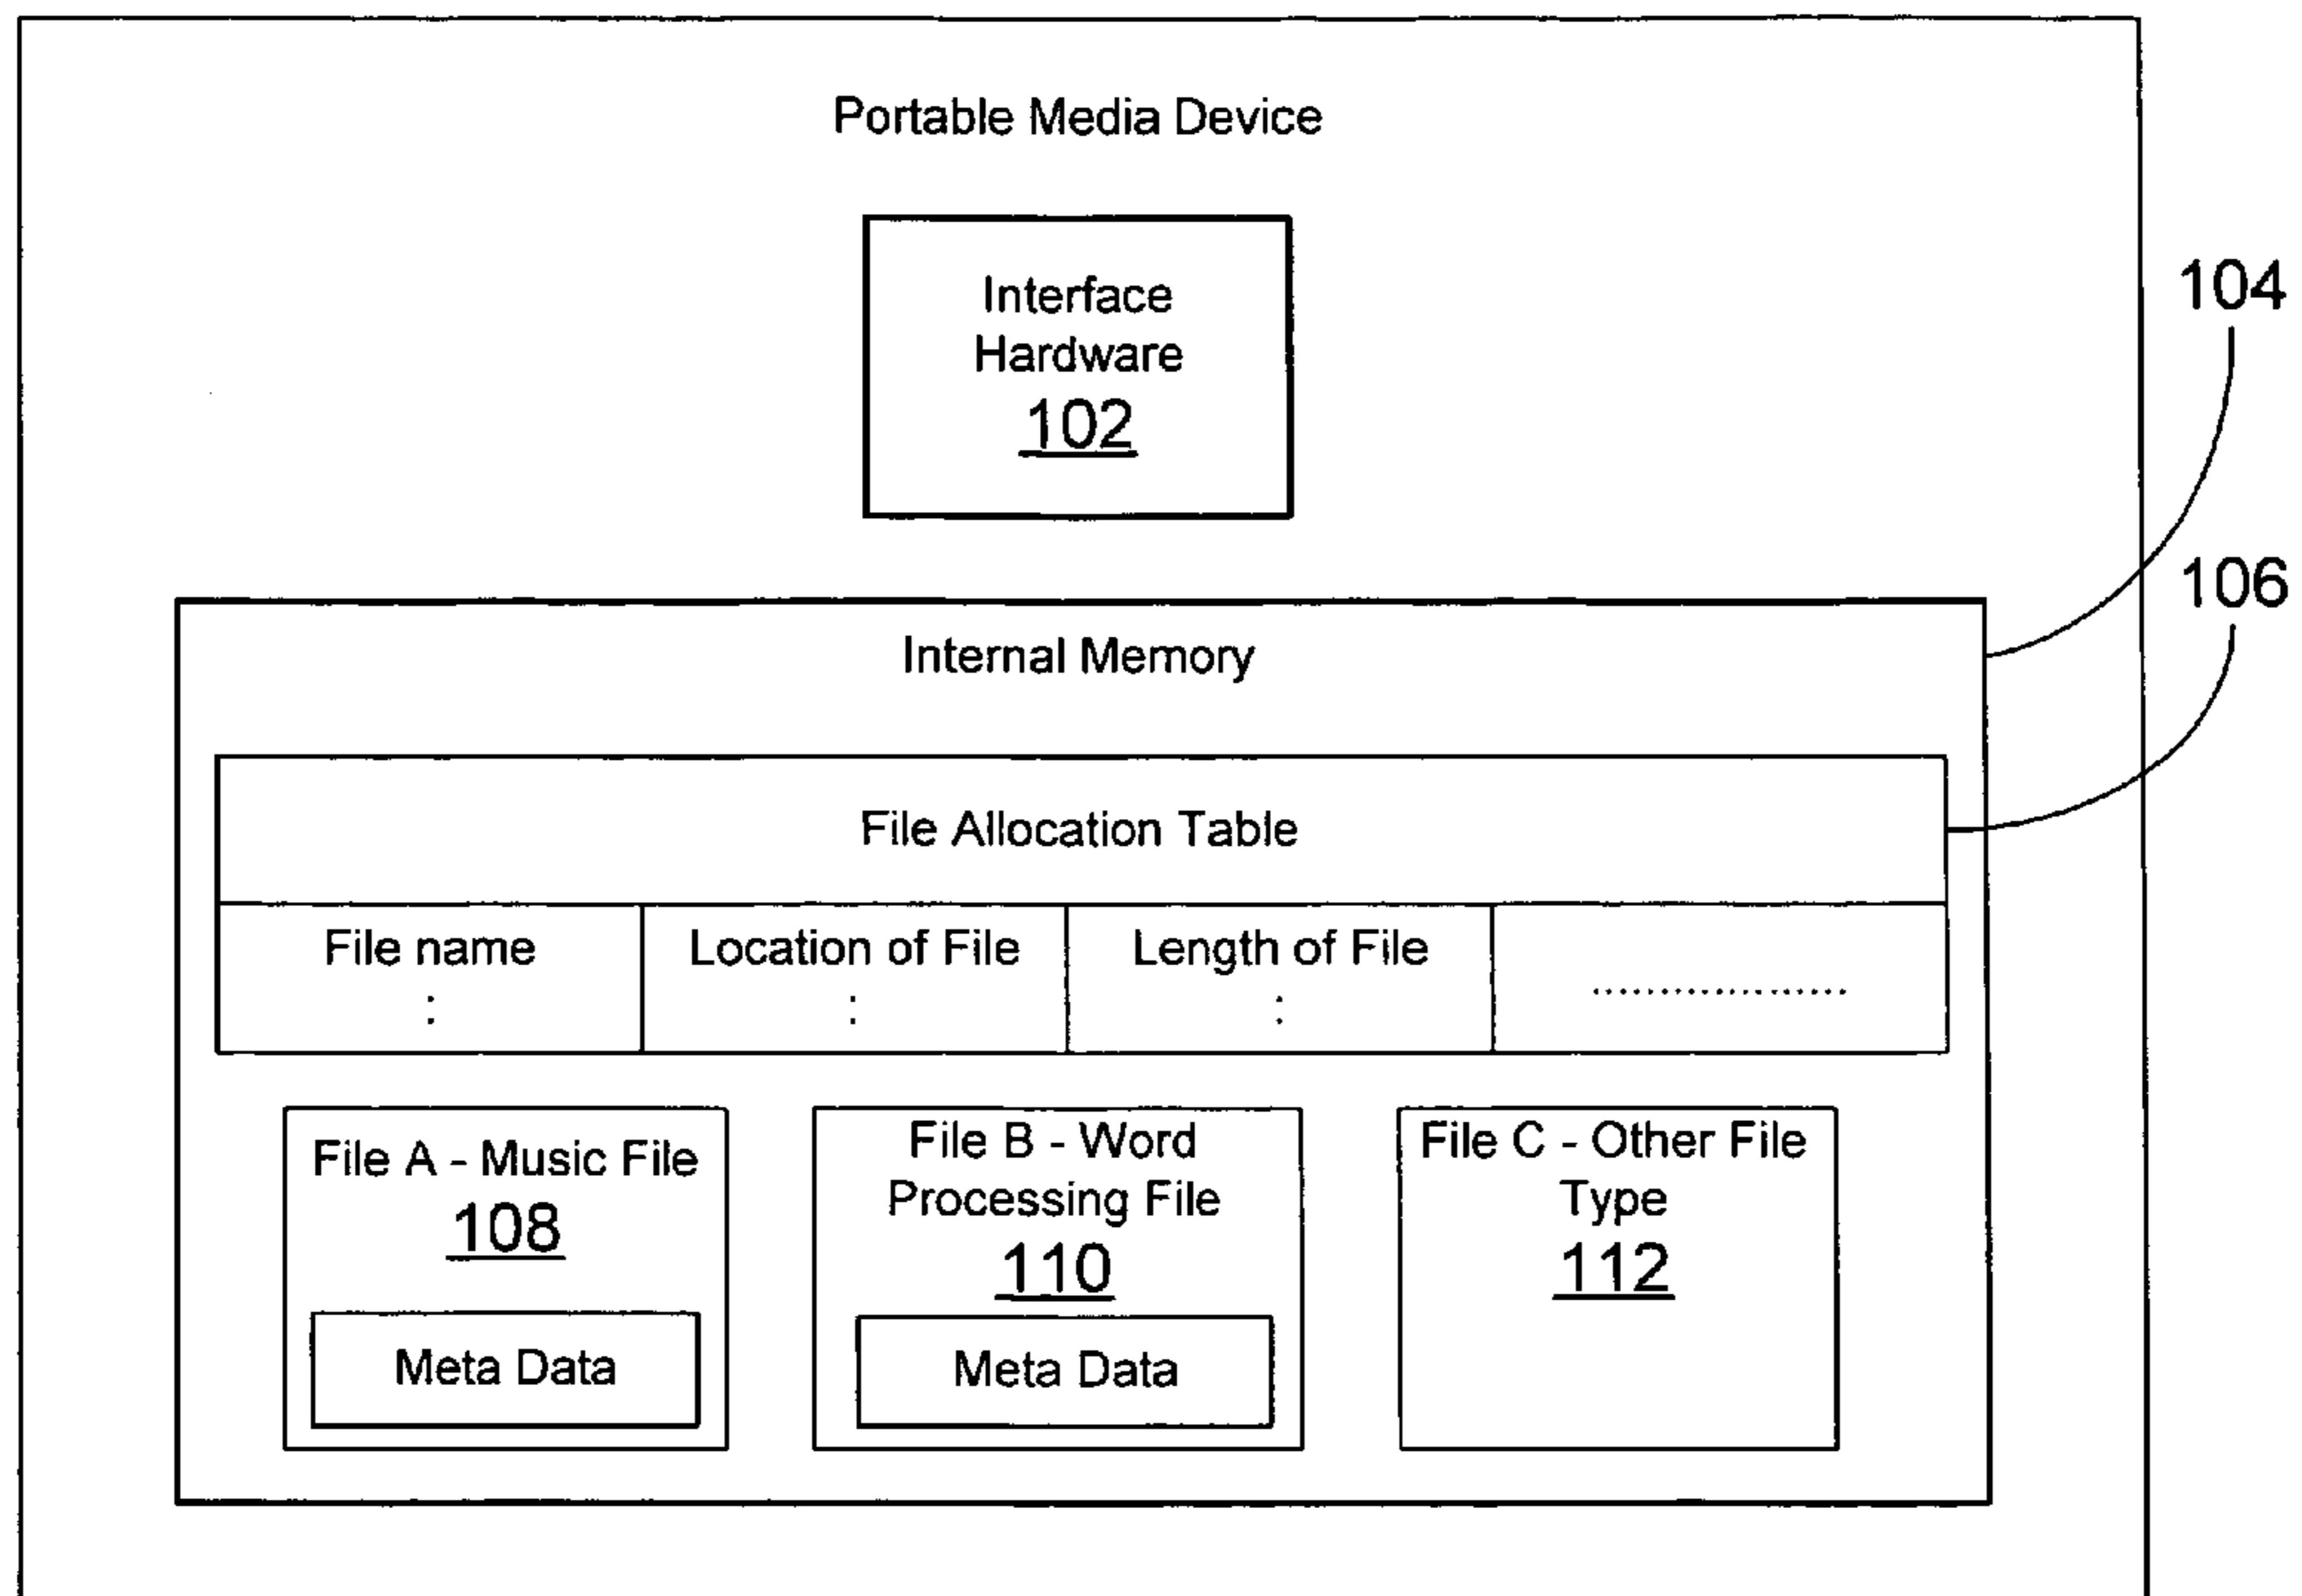 Portable Media Device
Interface
Hardware
102
104
106
Internal Memory
File Allocation Table
File name
:
Location of File
:
Length of File
:
..................
File A - Music File
108
Meta Data
File B - Word
Processing File
110
Meta Data
File C - Other File
Type
112